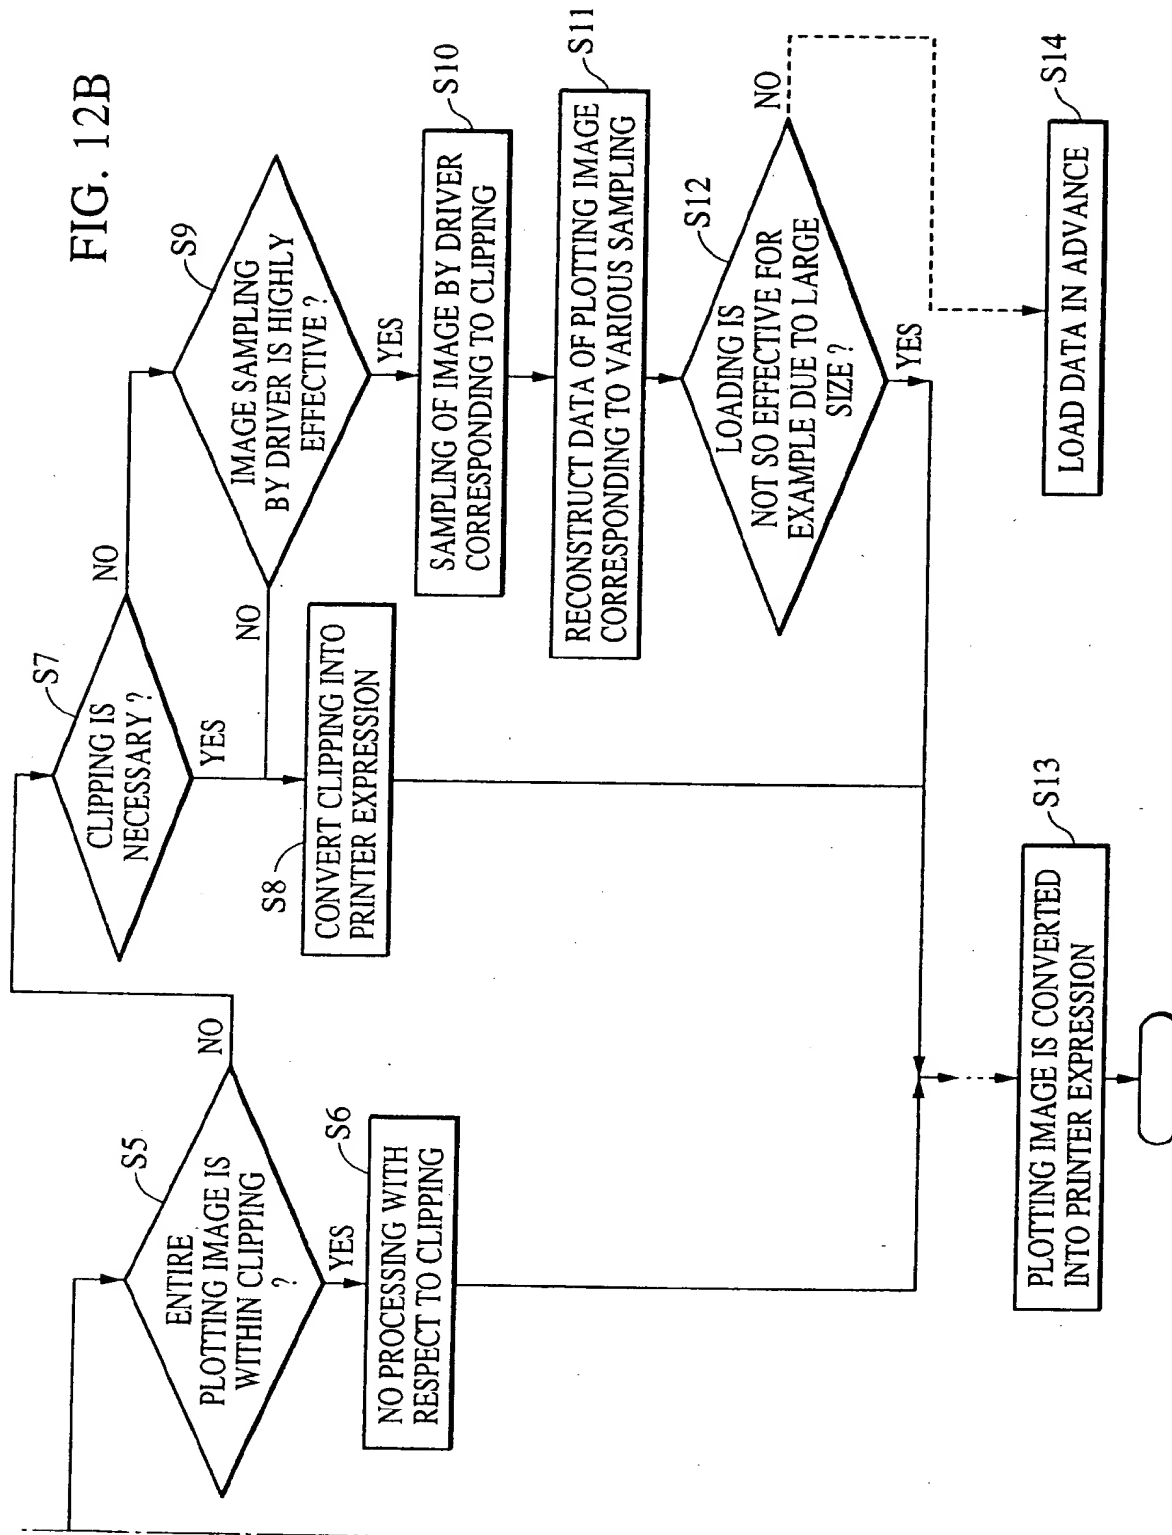 FIG. 12B
S5
ENTIRE
PLOTTING IMAGE IS
WITHIN CLIPPING
?
NO
YES
S6
NO PROCESSING WITH
RESPECT TO CLIPPING
S7
CLIPPING IS
NECESSARY ?
NO
YES
S8
CONVERT CLIPPING INTO
PRINTER EXPRESSION
S9
IMAGE SAMPLING
BY DRIVER IS HIGHLY
EFFECTIVE ?
NO
YES
S10
SAMPLING OF IMAGE BY DRIVER
CORRESPONDING TO CLIPPING
S11
RECONSTRUCT DATA OF PLOTTING IMAGE
CORRESPONDING TO VARIOUS SAMPLING
S12
LOADING IS
NOT SO EFFECTIVE FOR
EXAMPLE DUE TO LARGE
SIZE ?
NO
YES
S13
PLOTTING IMAGE IS CONVERTED
INTO PRINTER EXPRESSION
S14
LOAD DATA IN ADVANCE